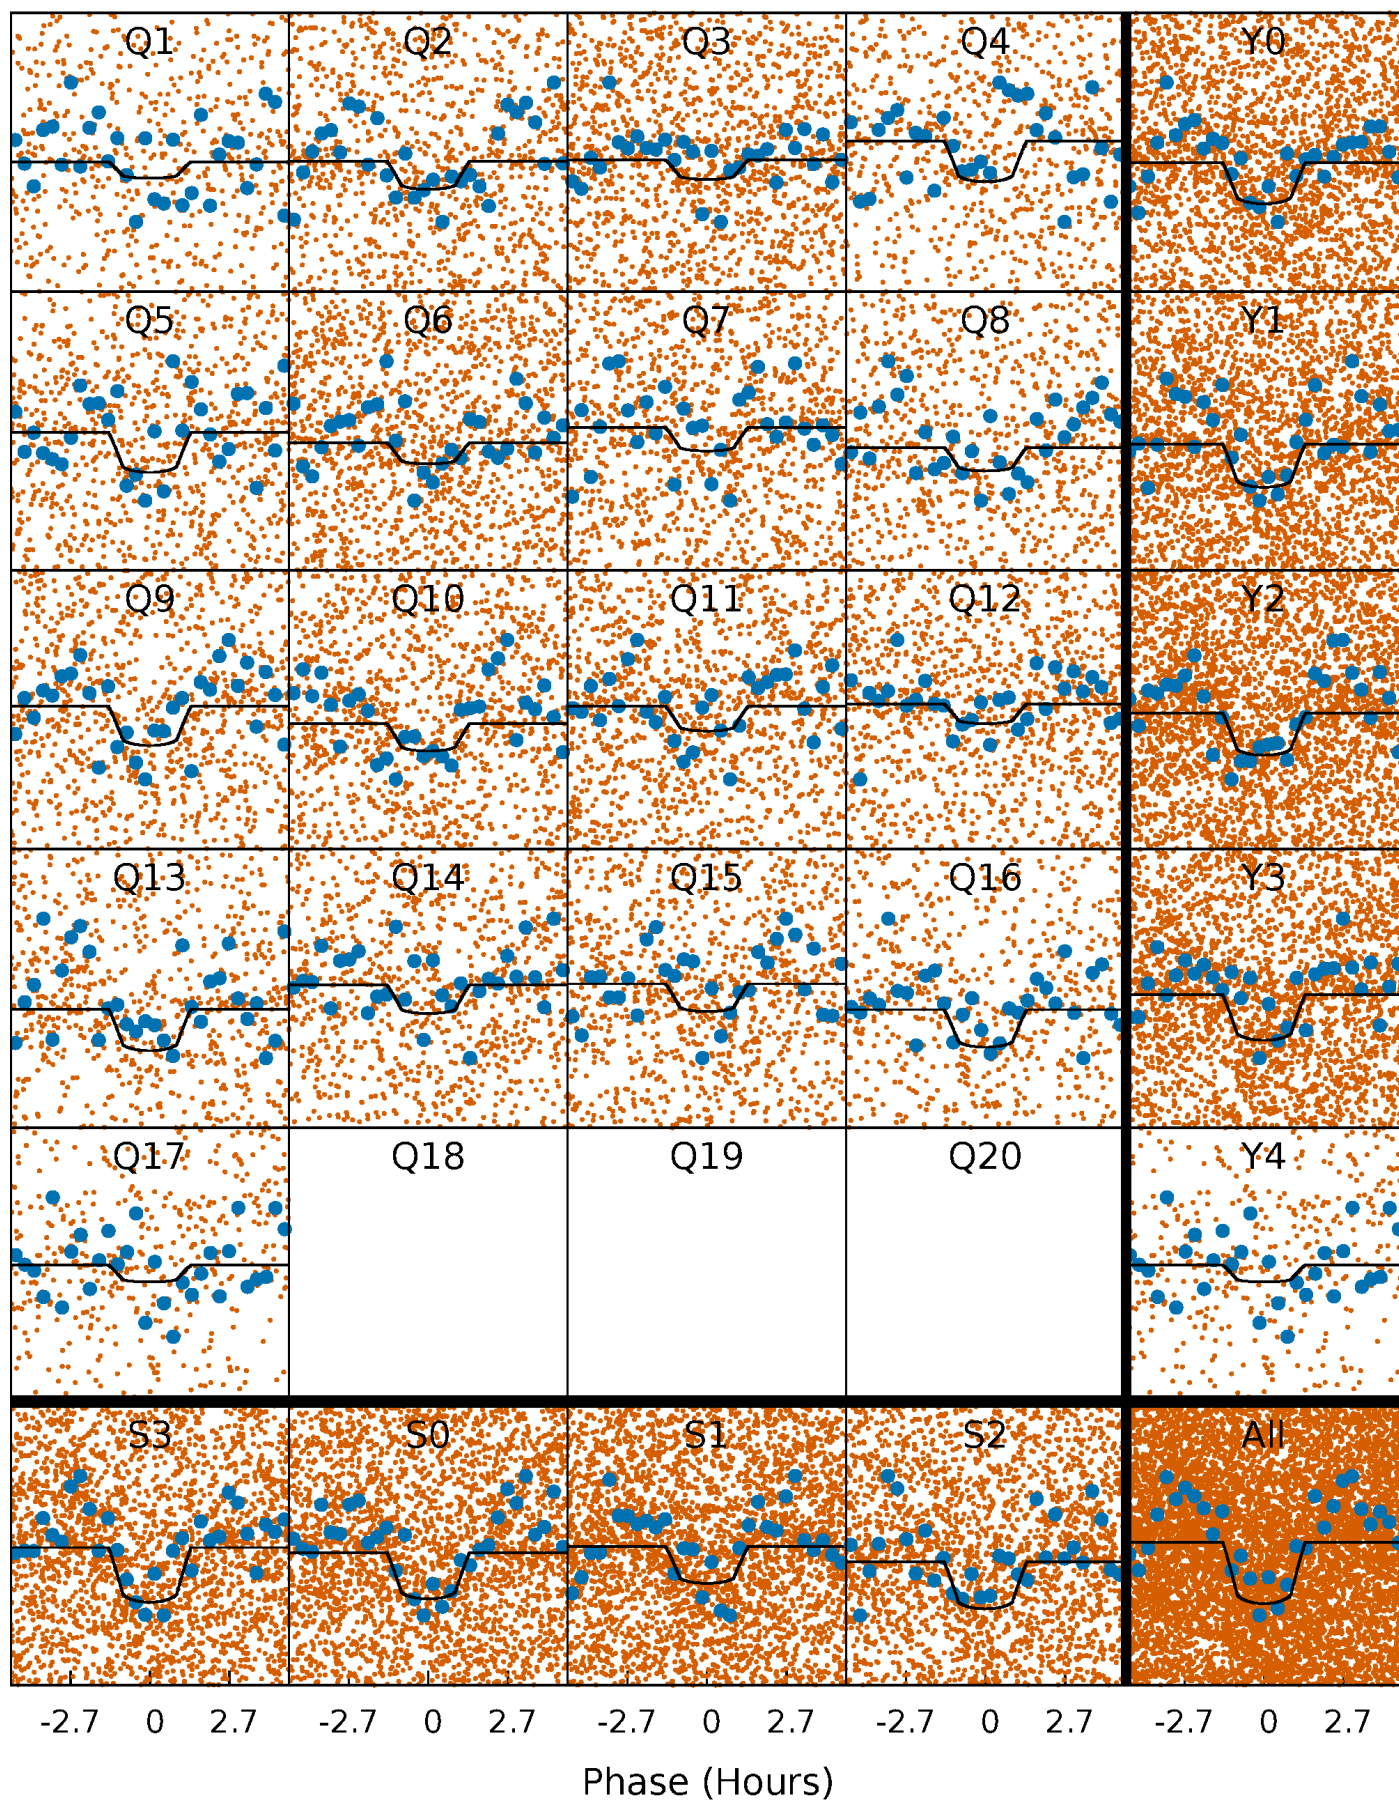 Q1 Q2 Q3 Q4 Y0
Q5 Q6 Q7 Q8 Y1
Q9 Q10 Q11 Q12 Y2
Q13 Q14 Q15 Q16 Y3
Q17 Q18 Q19 Q20 Y4
S3 S0 S1 S2 All
-2.7 0 2.7 -2.7 0 2.7 -2.7 0 2.7 -2.7 0 2.7 -2.7 0 2.7
Phase (Hours)